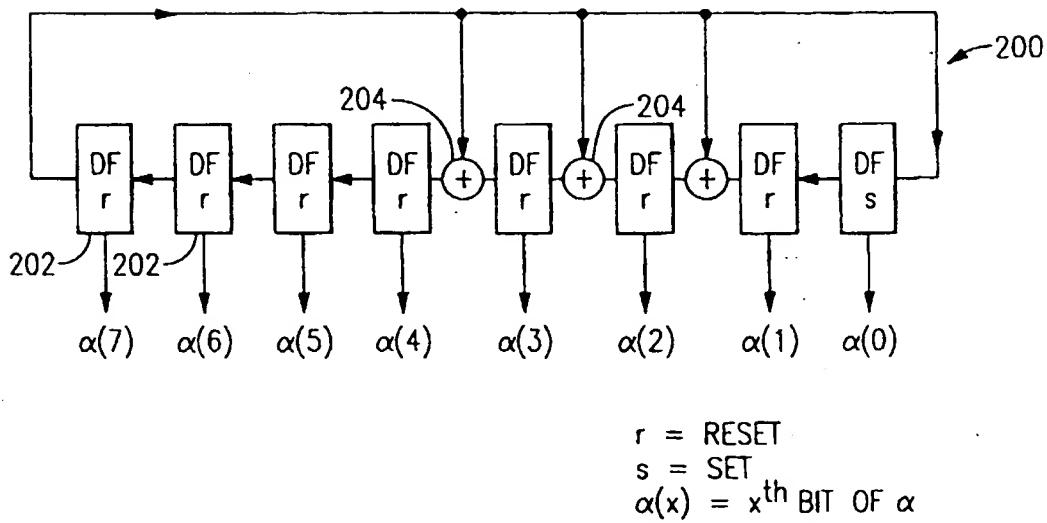 200
204
204
DF DF DF DF DF DF DF DF
r r r r r r r s
202 202
α(7) α(6) α(5) α(4) α(3) α(2) α(1) α(0)
r = RESET
s = SET
α(x) = xth BIT OF α